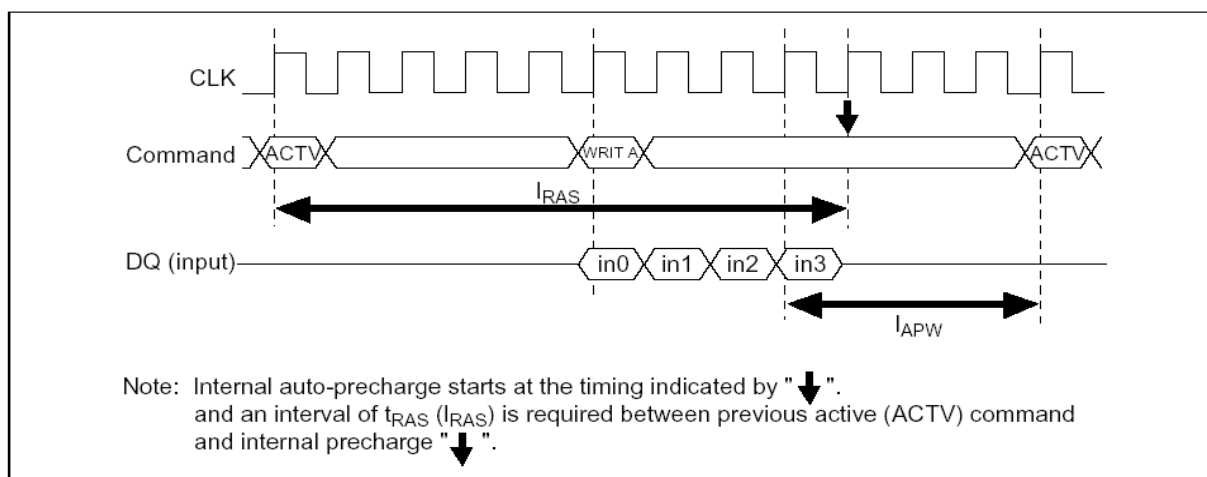 CLK
Command ACTV WRIT A ACTV
lRAS
DQ (input) in0 in1 in2 in3
lAPW
Note: Internal auto-precharge starts at the timing indicated by " ".
and an interval of tRAS (lRAS) is required between previous active (ACTV) command
and internal precharge " ".